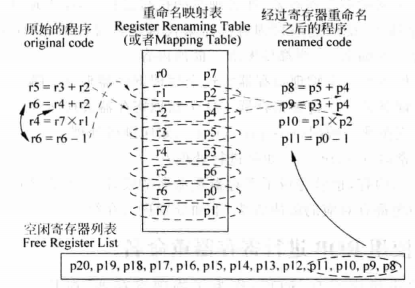 原始的程序
original code
r5 = r3 + r2
r6 = r4 + r2
r4 = r7 × r1
r6 = r6 − 1
重命名映射表
Register Renaming Table
(或者Mapping Table)
r0 p7
r1 p2
r2 p4
r3 p5
r4 p3
r5 p6
r6 p0
r7 p1
经过寄存器重命名
之后的程序
renamed code
p8 = p5 + p4
p9 = p3 + p4
p10 = p1 × p2
p11 = p0 − 1
空闲寄存器列表
Free Register List
p20, p19, p18, p17, p16, p15, p14, p13, p12, p11, p10, p9, p8